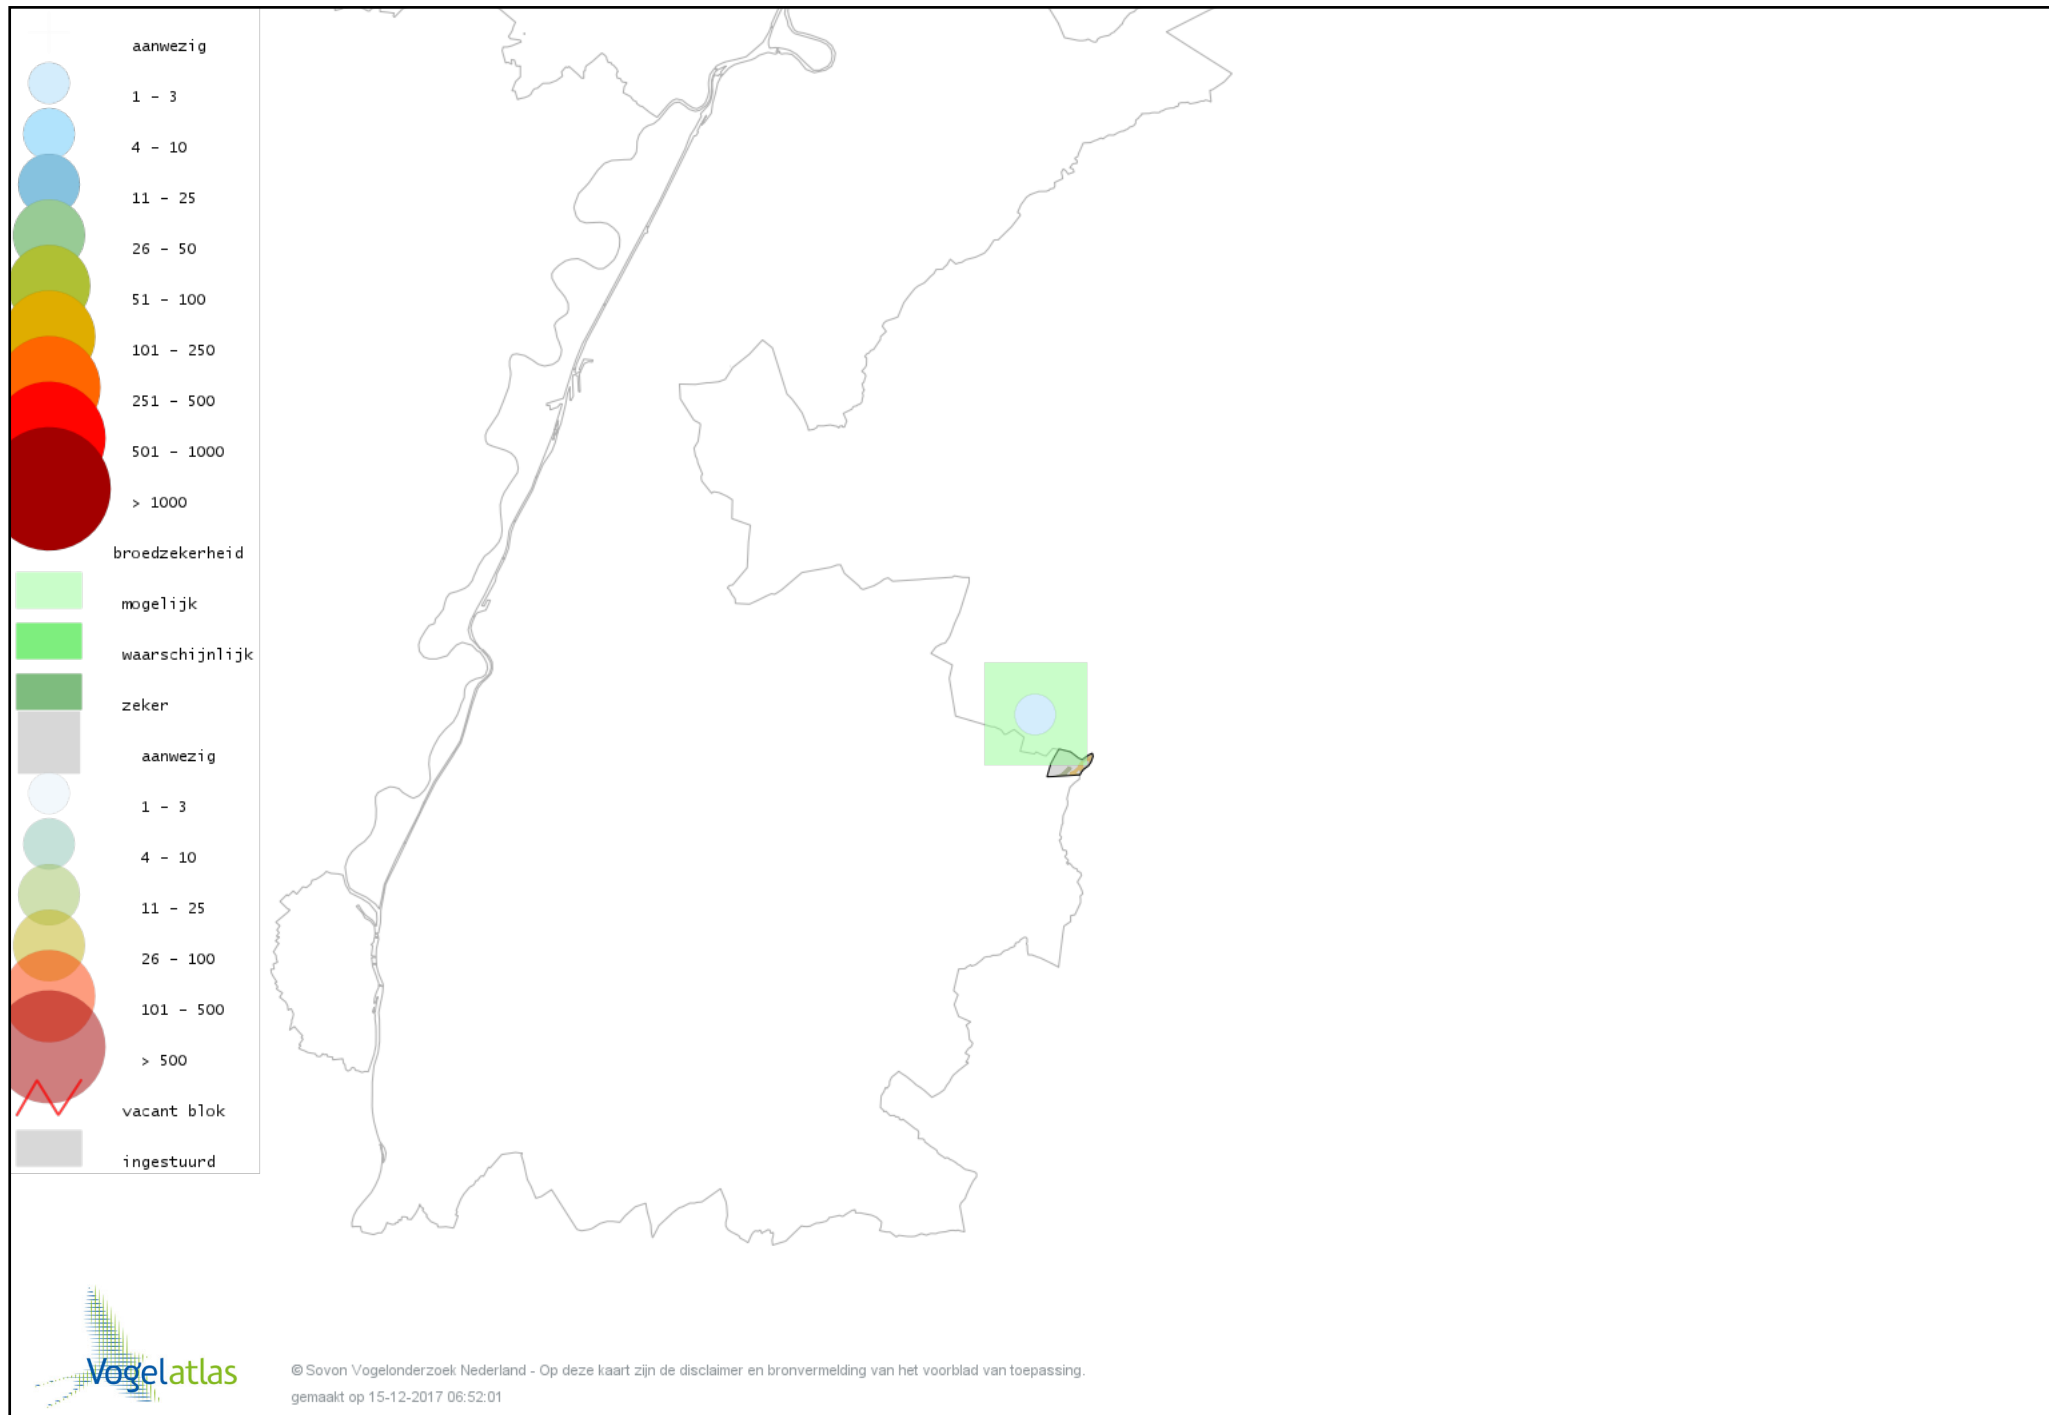 aanwezig
1 - 3
4 - 10
11 - 25
26 - 50
51 - 100
101 - 250
251 - 500
501 - 1000
> 1000
broedzekerheid
mogelijk
waarschijnlijk
zeker
aanwezig
1 - 3
4 - 10
11 - 25
26 - 100
101 - 500
> 500
vacant blok
ingestuurd
Vogelatlas
© Sovon Vogelonderzoek Nederland - Op deze kaart zijn de disclaimer en bronvermelding van het voorblad van toepassing.
gemaakt op 15-12-2017 06:52:01